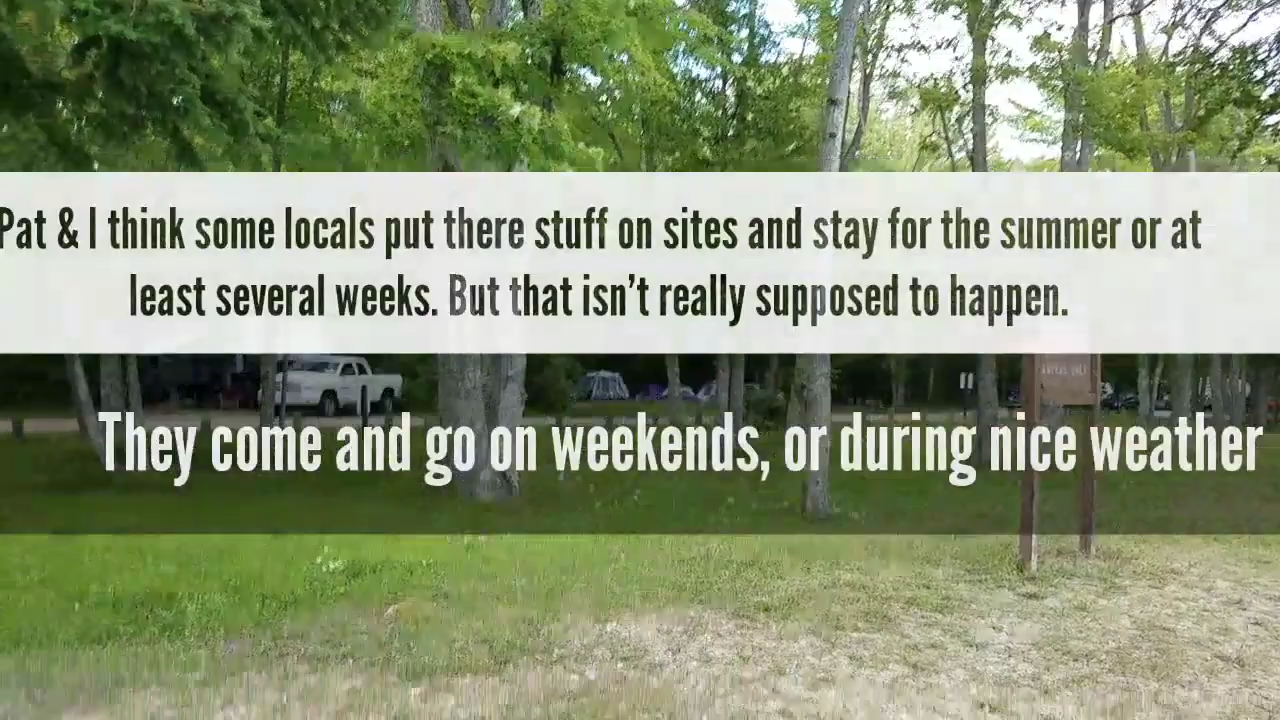 Pat & I think some locals put there stuff on sites and stay for the summer or at
least several weeks. But that isn't really supposed to happen.
They come and go on weekends, or during nice weather